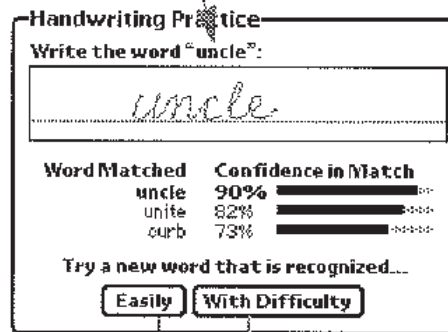 Handwriting Practice
Write the word “uncle”:
uncle
Word Matched Confidence in Match
uncle 90%
unite 82%
curb 73%
Try a new word that is recognized...
Easily With Difficulty